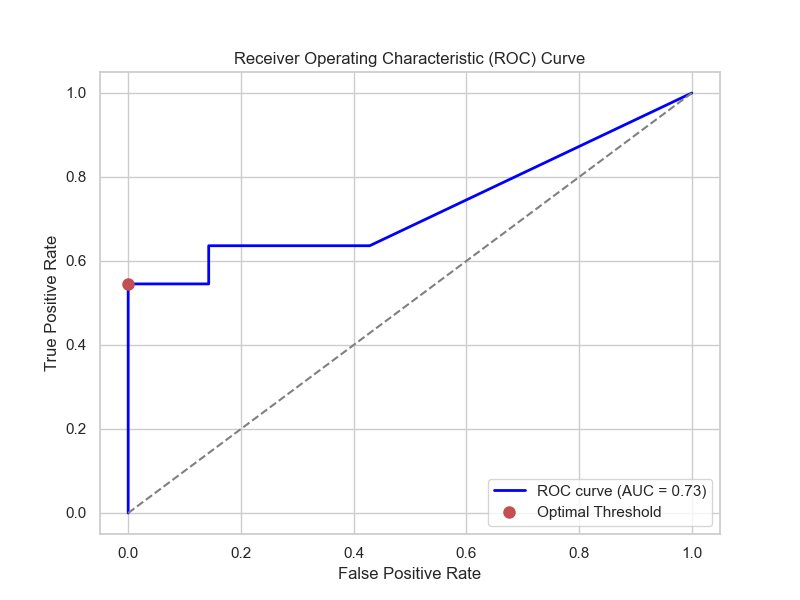 Receiver Operating Characteristic (ROC) Curve
True Positive Rate
1.0
0.8
0.6
0.4
0.2
0.0
ROC curve (AUC = 0.73)
Optimal Threshold
0.0 0.2 0.4 0.6 0.8 1.0
False Positive Rate